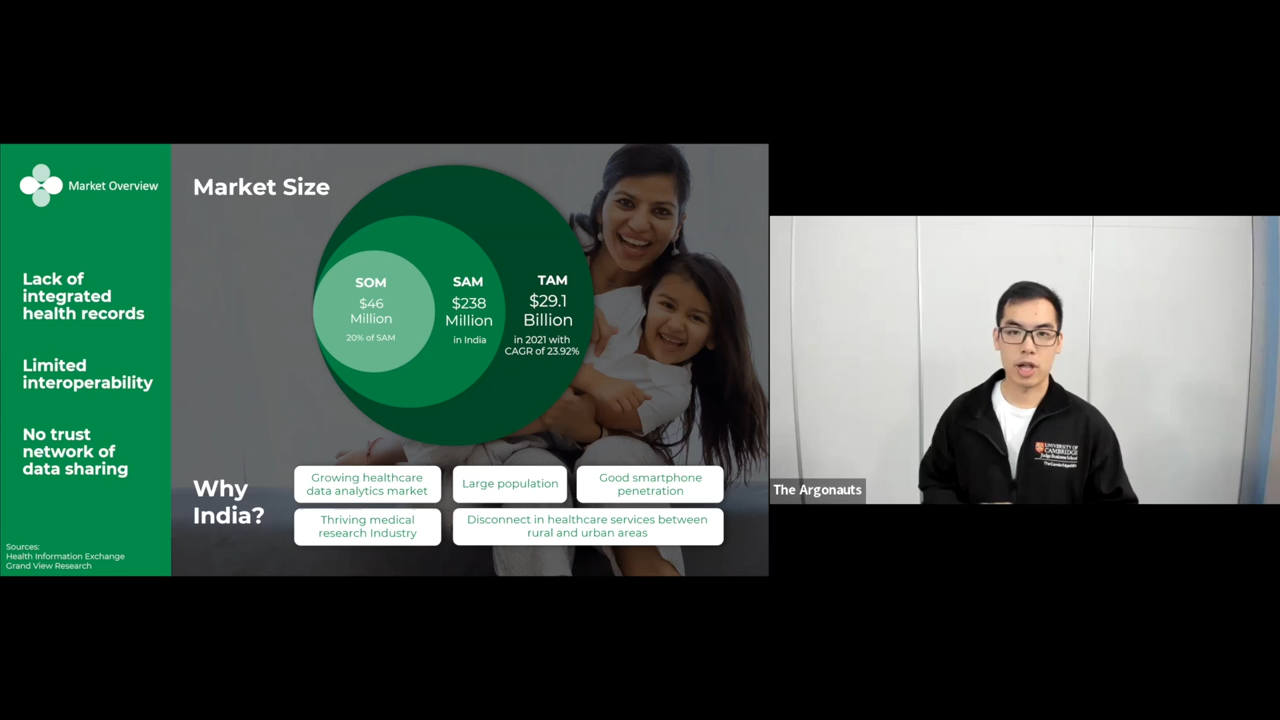 Market Overview
Lack of
integrated
health records
Limited
interoperability
No trust
network of
data sharing
Sources:
Health Information Exchange
Grand View Research
Market Size
SOM
$46
Million
20% of SAM
SAM
$238
Million
in India
TAM
$29.1
Billion
in 2021 with
CAGR of 23.92%
Why
India?
Growing healthcare
data analytics market
Large population
Good smartphone
penetration
Thriving medical
research Industry
Disconnect in healthcare services between
rural and urban areas
The Argonauts
UNIVERSITY OF
CAMBRIDGE
Judge Business School